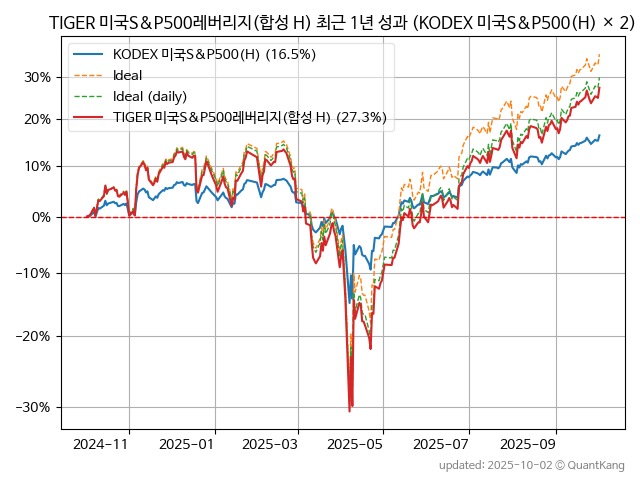 TIGER 미국S&P500레버리지(합성 H) 최근 1년 성과 (KODEX 미국S&P500(H) × 2)
KODEX 미국S&P500(H) (16.5%)
Ideal
Ideal (daily)
TIGER 미국S&P500레버리지(합성 H) (27.3%)
30%
20%
10%
0%
−10%
−20%
−30%
2024-11
2025-01
2025-03
2025-05
2025-07
2025-09
updated: 2025-10-02 © QuantKang